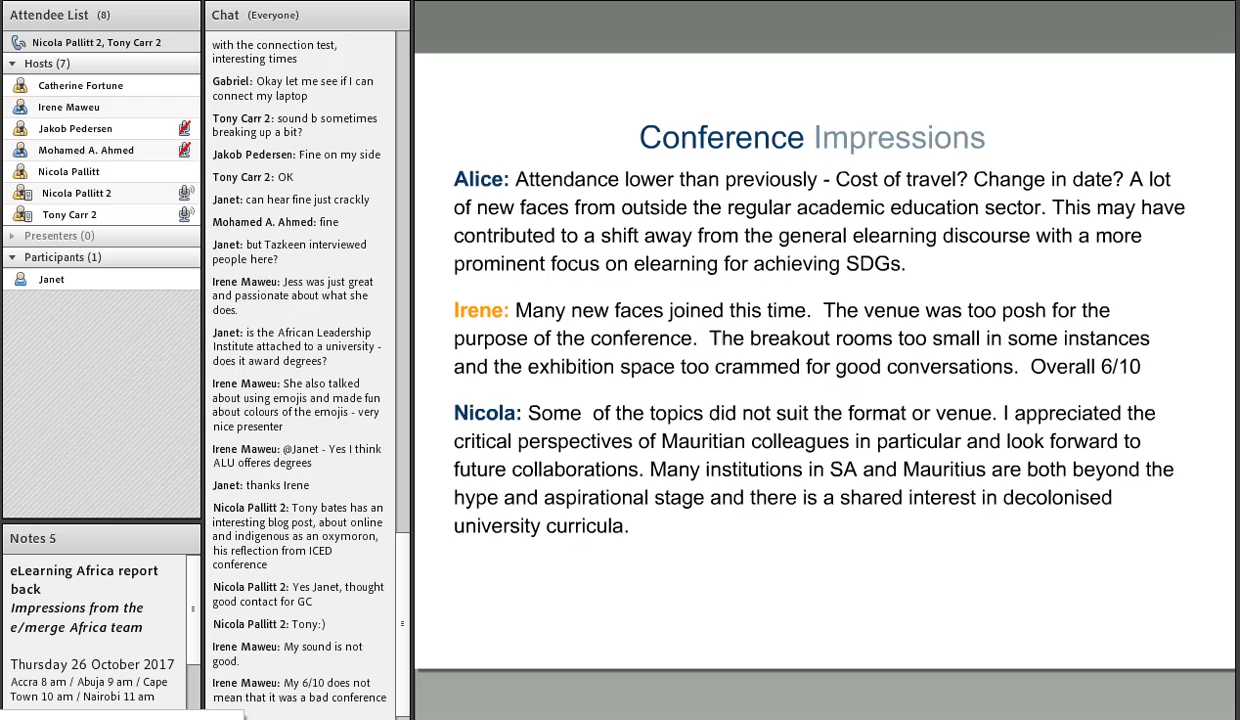 Attendee List (8)
Nicola Pallitt 2, Tony Carr 2
Hosts (7)
Catherine Fortune
Irene Maweu
Jakob Pedersen
Mohamed A. Ahmed
Nicola Pallitt
Nicola Pallitt 2
Tony Carr 2
Presenters (0)
Participants (1)
Janet
Notes 5
eLearning Africa report
back
Impressions from the
e/merge Africa team
Thursday 26 October 2017
Accra 8 am / Abuja 9 am / Cape
Town 10 am / Nairobi 11 am
Chat (Everyone)
with the connection test,
interesting times
Gabriel: Okay let me see if I can
connect my laptop
Tony Carr 2: sound b sometimes
breaking up a bit?
Jakob Pedersen: Fine on my side
Tony Carr 2: OK
Janet: can hear fine just crackly
Mohamed A. Ahmed: fine
Janet: but Tazkeen interviewed
people here?
Irene Maweu: Jess was just great
and passionate about what she
does.
Janet: is the African Leadership
Institute attached to a university -
does it award degrees?
Irene Maweu: She also talked
about using emojis and made fun
about colours of the emojis - very
nice presenter
Irene Maweu: @Janet - Yes I think
ALU offeres degrees
Janet: thanks Irene
Nicola Pallitt 2: Tony bates has an
interesting blog post, about online
and indigenous as an oxymoron,
his reflection from ICED
conference
Nicola Pallitt 2: Yes Janet, thought
good contact for GC
Nicola Pallitt 2: Tony:)
Irene Maweu: My sound is not
good.
Irene Maweu: My 6/10 does not
mean that it was a bad conference
Conference Impressions
Alice: Attendance lower than previously - Cost of travel? Change in date? A lot
of new faces from outside the regular academic education sector. This may have
contributed to a shift away from the general elearning discourse with a more
prominent focus on elearning for achieving SDGs.
Irene: Many new faces joined this time. The venue was too posh for the
purpose of the conference. The breakout rooms too small in some instances
and the exhibition space too crammed for good conversations. Overall 6/10
Nicola: Some of the topics did not suit the format or venue. I appreciated the
critical perspectives of Mauritian colleagues in particular and look forward to
future collaborations. Many institutions in SA and Mauritius are both beyond the
hype and aspirational stage and there is a shared interest in decolonised
university curricula.